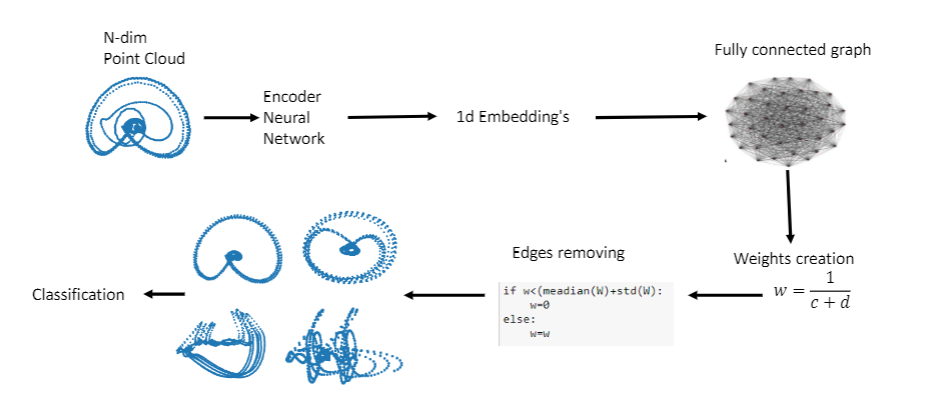 N-dim
Point Cloud
Encoder
Neural
Network
1d Embedding's
Fully connected graph
Weights creation
w = 1 / (c + d)
Edges removing
if w<(meadian(W)+std(W):
w=0
else:
w=w
Classification